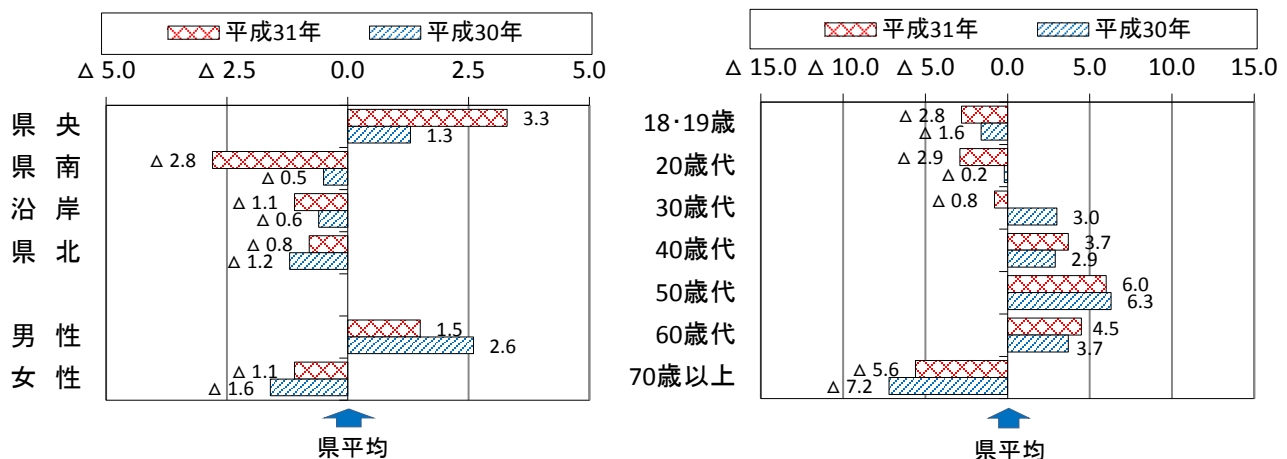 平成31年 平成30年
△ 5.0 △ 2.5 0.0 2.5 5.0
県 央 3.3
1.3
県 南 △ 2.8
△ 0.5
沿 岸 △ 1.1
△ 0.6
県 北 △ 0.8
△ 1.2
男 性 1.5
2.6
女 性 △ 1.1
△ 1.6
県平均
平成31年 平成30年
△ 15.0 △ 10.0 △ 5.0 0.0 5.0 10.0 15.0
18・19歳 △ 2.8
△ 1.6
20歳代 △ 2.9
△ 0.2
30歳代 △ 0.8
3.0
40歳代 3.7
2.9
50歳代 6.0
6.3
60歳代 4.5
3.7
70歳以上 △ 5.6
△ 7.2
県平均